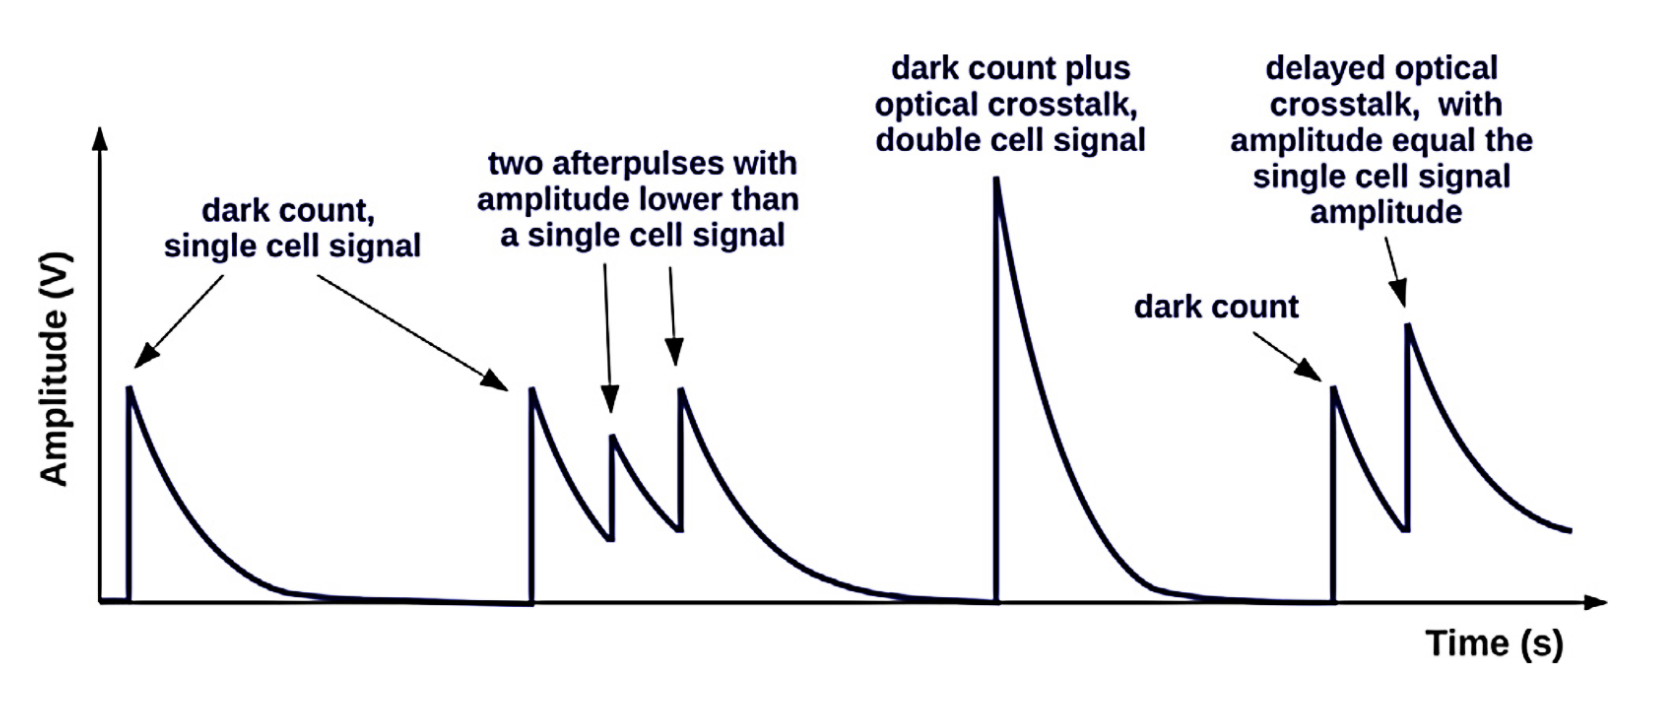 dark count,
single cell signal
two afterpulses with
amplitude lower than
a single cell signal
dark count plus
optical crosstalk,
double cell signal
delayed optical
crosstalk,  with
amplitude equal the
single cell signal
amplitude
dark count
Amplitude (V)
Time (s)